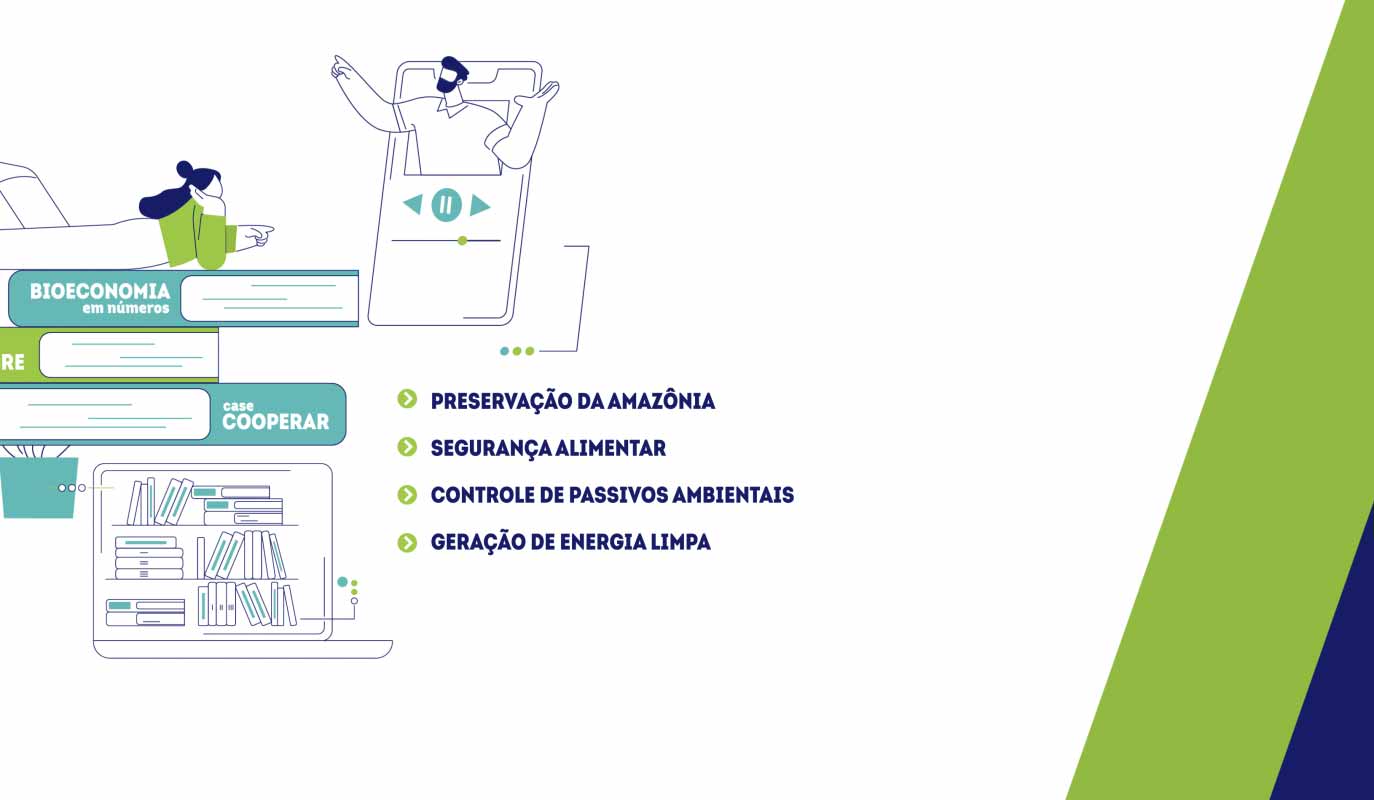 BIOECONOMIA
em números
RE
case
COOPERAR
PRESERVAÇÃO DA AMAZÔNIA
SEGURANÇA ALIMENTAR
CONTROLE DE PASSIVOS AMBIENTAIS
GERAÇÃO DE ENERGIA LIMPA